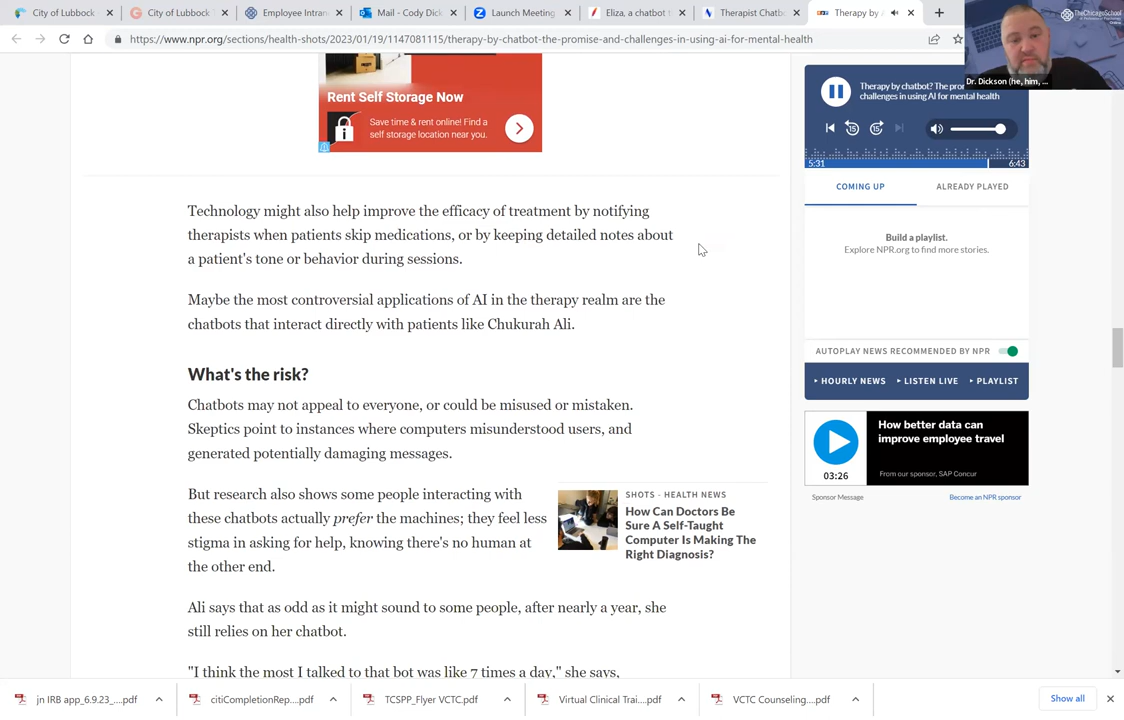 City of Lubbock
City of Lubbock
Employee Intran
Mail - Cody Dick
Launch Meeting
Eliza, a chatbot t
Therapist Chatb
Therapy by
https://www.npr.org/sections/health-shots/2023/01/19/1147081115/therapy-by-chatbot-the-promise-and-challenges-in-using-ai-for-mental-health
TheChicagoSchool
Dr. Dickson (he, him, ...
Rent Self Storage Now
Save time & rent online! Find a
self storage location near you.
Technology might also help improve the efficacy of treatment by notifying
therapists when patients skip medications, or by keeping detailed notes about
a patient's tone or behavior during sessions.
Maybe the most controversial applications of AI in the therapy realm are the
chatbots that interact directly with patients like Chukurah Ali.
What's the risk?
Chatbots may not appeal to everyone, or could be misused or mistaken.
Skeptics point to instances where computers misunderstood users, and
generated potentially damaging messages.
But research also shows some people interacting with
these chatbots actually prefer the machines; they feel less
stigma in asking for help, knowing there's no human at
the other end.
SHOTS - HEALTH NEWS
How Can Doctors Be
Sure A Self-Taught
Computer Is Making The
Right Diagnosis?
Ali says that as odd as it might sound to some people, after nearly a year, she
still relies on her chatbot.
"I think the most I talked to that bot was like 7 times a day," she says,
Therapy by chatbot? The pro
challenges in using AI for mental health
15
15
5:31
6:43
COMING UP
ALREADY PLAYED
Build a playlist.
Explore NPR.org to find more stories.
AUTOPLAY NEWS RECOMMENDED BY NPR
HOURLY NEWS
LISTEN LIVE
PLAYLIST
03:26
How better data can
improve employee travel
From our sponsor, SAP Concur
Sponsor Message
Become an NPR sponsor
jn IRB app_6.9.23_....pdf
citiCompletionRep....pdf
TCSPP_Flyer VCTC.pdf
Virtual Clinical Trai....pdf
VCTC Counseling....pdf
Show all